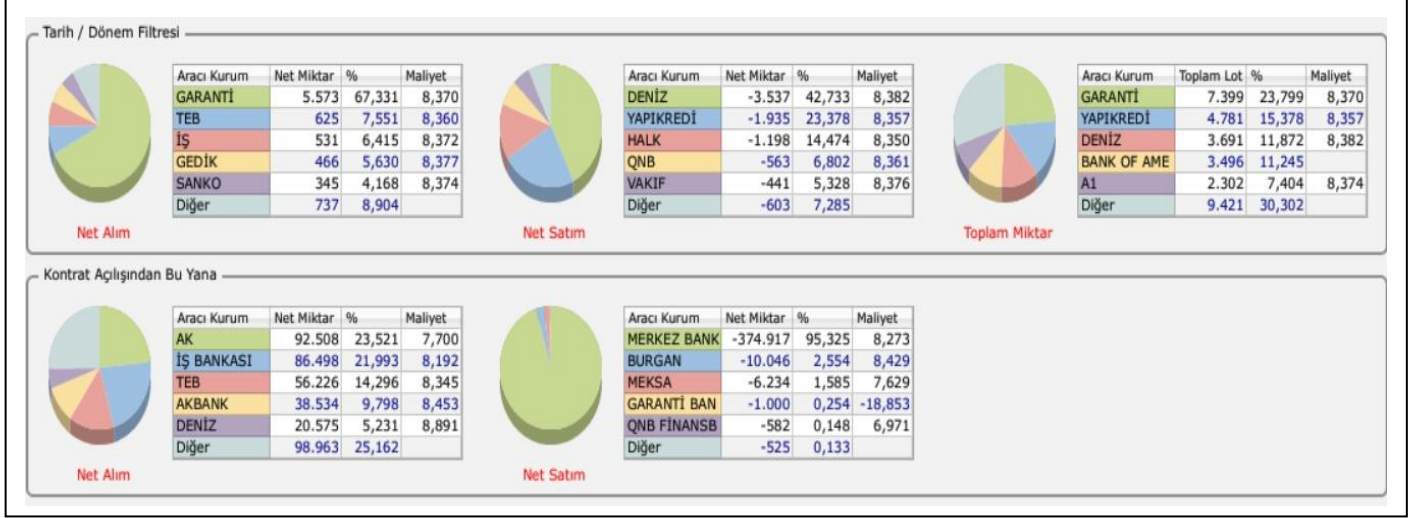 Tarih / Dönem Filtresi
Aracı Kurum Net Miktar % Maliyet
GARANTİ 5.573 67,331 8,370
TEB 625 7,551 8,360
İŞ 531 6,415 8,372
GEDİK 466 5,630 8,377
SANKO 345 4,168 8,374
Diğer 737 8,904
Net Alım
Aracı Kurum Net Miktar % Maliyet
DENİZ -3.537 42,733 8,382
YAPIKREDİ -1.935 23,378 8,357
HALK -1.198 14,474 8,350
QNB -563 6,802 8,361
VAKIF -441 5,328 8,376
Diğer -603 7,285
Net Satım
Aracı Kurum Toplam Lot % Maliyet
GARANTİ 7.399 23,799 8,370
YAPIKREDİ 4.781 15,378 8,357
DENİZ 3.691 11,872 8,382
BANK OF AME 3.496 11,245
A1 2.302 7,404 8,374
Diğer 9.421 30,302
Toplam Miktar
Kontrat Açılışından Bu Yana
Aracı Kurum Net Miktar % Maliyet
AK 92.508 23,521 7,700
İŞ BANKASI 86.498 21,993 8,192
TEB 56.226 14,296 8,345
AKBANK 38.534 9,798 8,453
DENİZ 20.575 5,231 8,891
Diğer 98.963 25,162
Net Alım
Aracı Kurum Net Miktar % Maliyet
MERKEZ BANK -374.917 95,325 8,273
BURGAN -10.046 2,554 8,429
MEKSA -6.234 1,585 7,629
GARANTİ BAN -1.000 0,254 -18,853
QNB FİNANSB -582 0,148 6,971
Diğer -525 0,133
Net Satım